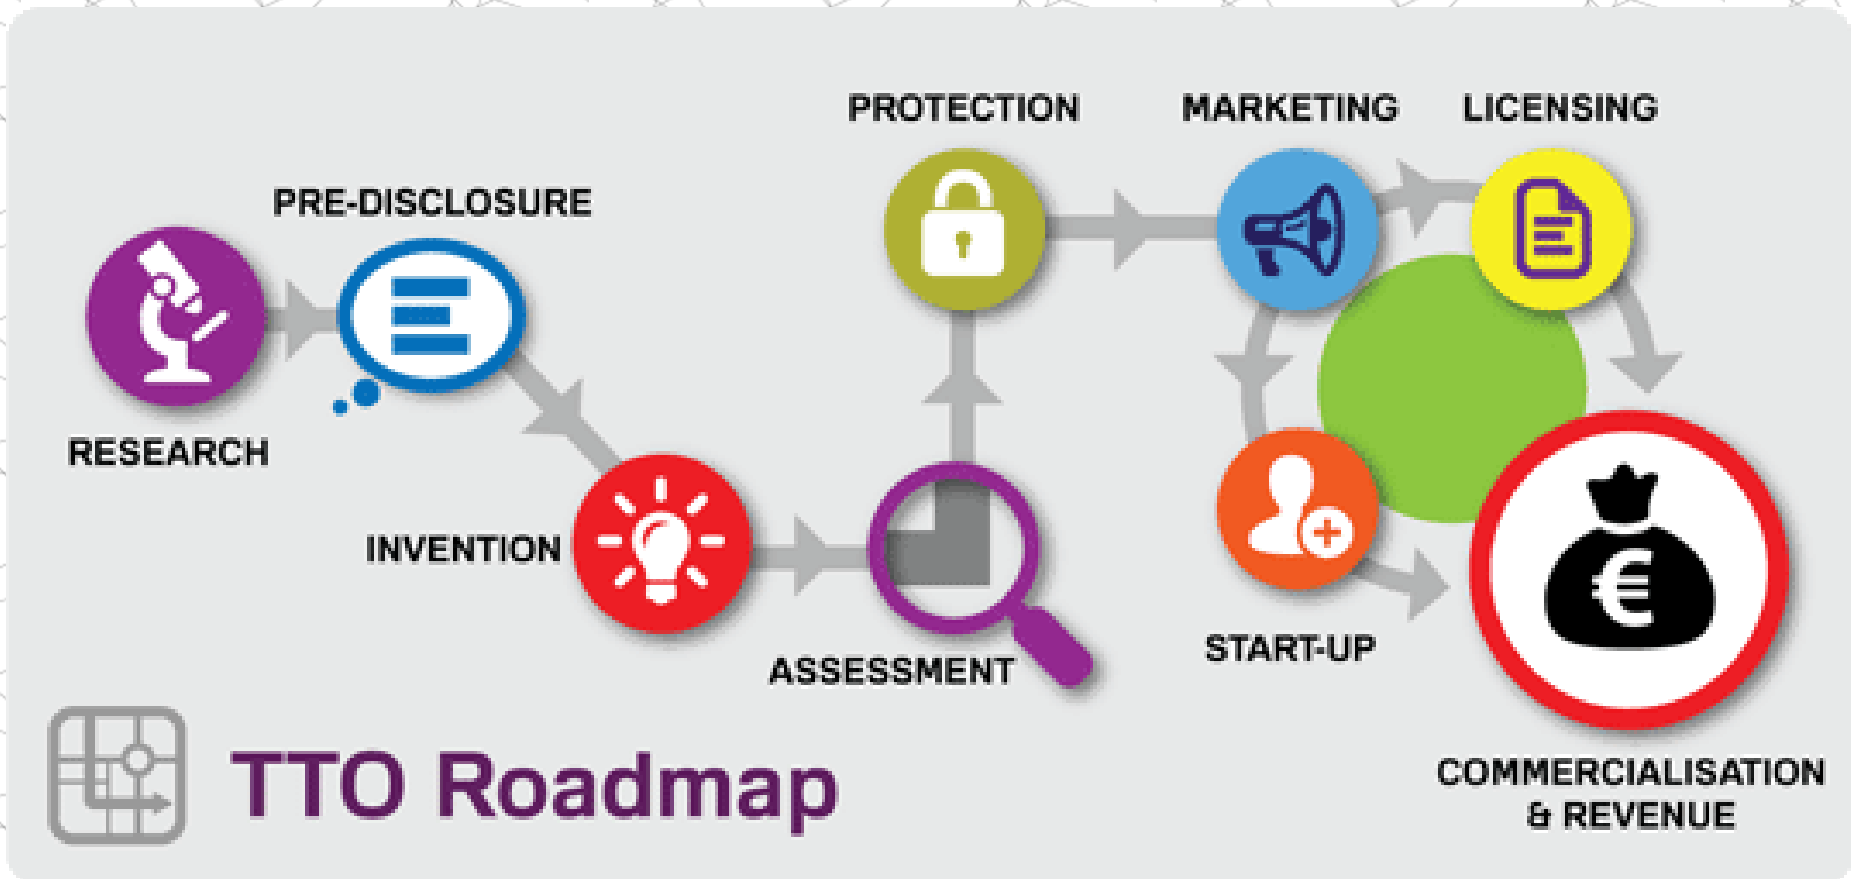 PROTECTION
MARKETING
LICENSING
PRE-DISCLOSURE
RESEARCH
INVENTION
ASSESSMENT
START-UP
€
COMMERCIALISATION
& REVENUE
TTO Roadmap